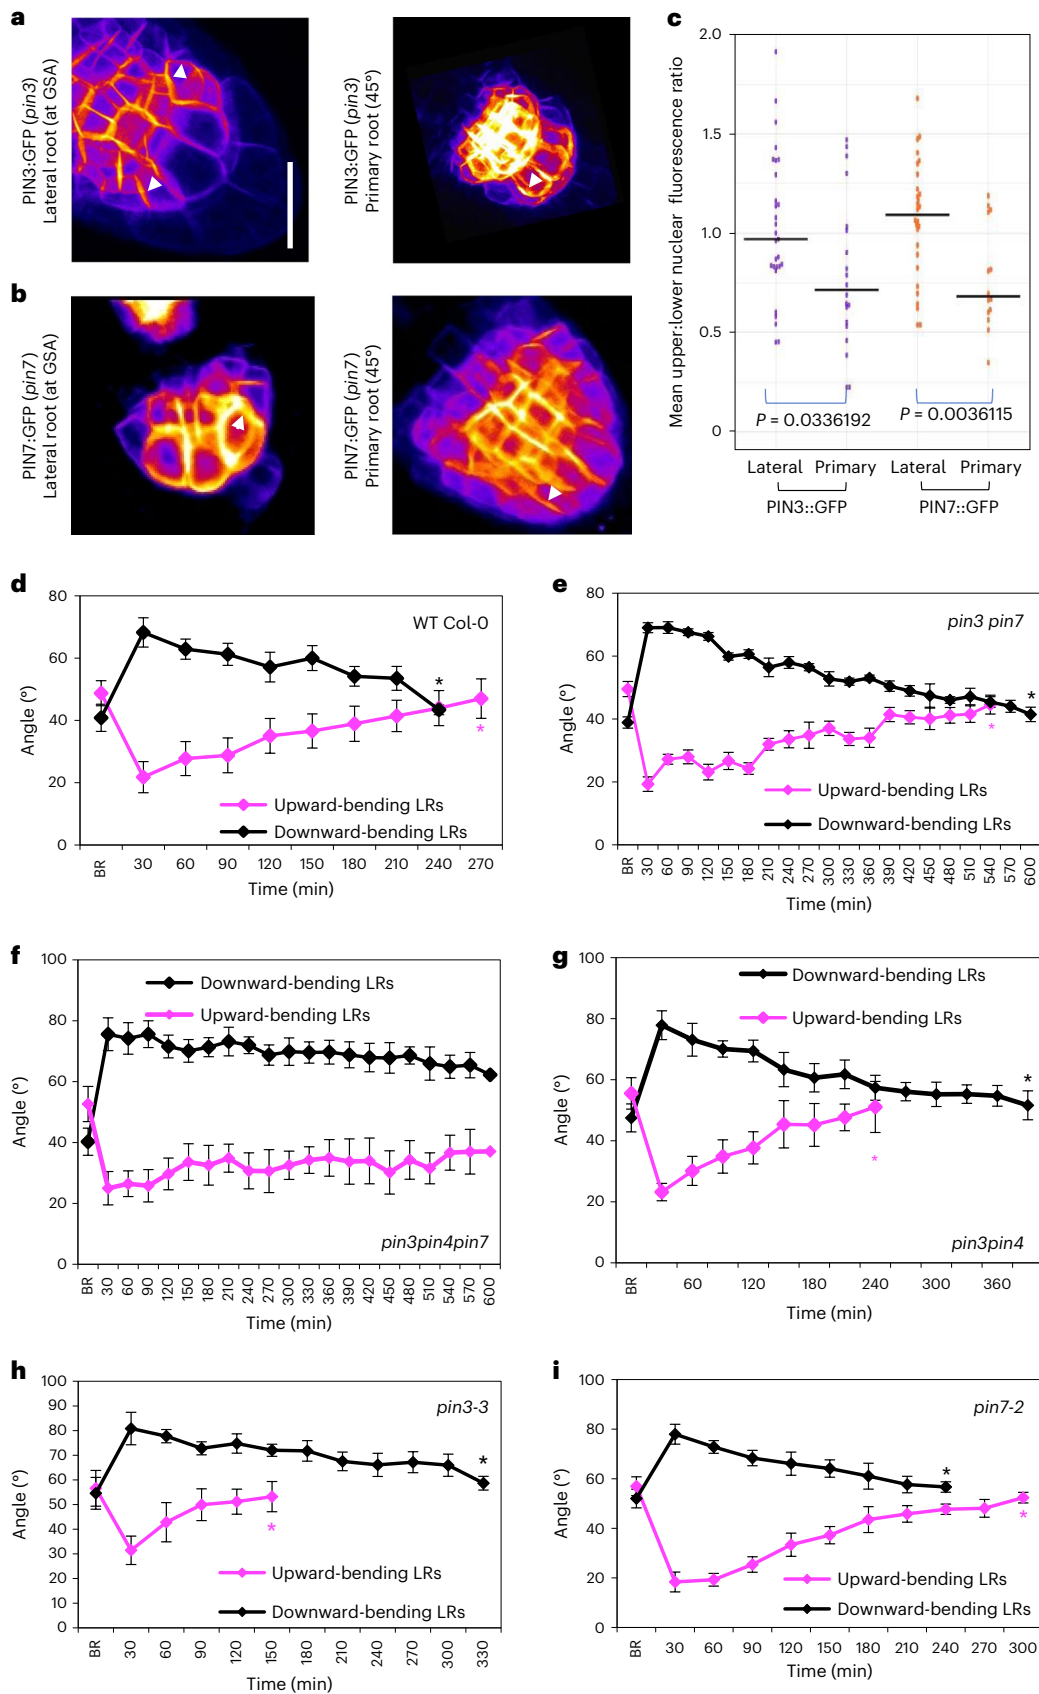 a
PIN3:GFP (pin3)
Lateral root (at GSA)
PIN3:GFP (pin3)
Primary root (45°)
b
PIN7:GFP (pin7)
Lateral root (at GSA)
PIN7:GFP (pin7)
Primary root (45°)
c
Mean upper:lower nuclear fluorescence ratio
2.0
1.5
1.0
0.5
0
P = 0.0336192
P = 0.0036115
Lateral Primary Lateral Primary
PIN3::GFP PIN7::GFP
d
WT Col-0
Angle (°)
80
60
40
20
0
*
*
Upward-bending LRs
Downward-bending LRs
BR 30 60 90 120 150 180 210 240 270
Time (min)
e
pin3 pin7
Angle (°)
80
60
40
20
0
*
*
Upward-bending LRs
Downward-bending LRs
BR 30 60 90 120 150 180 210 240 270 300 330 360 390 420 450 480 510 540 570 600
Time (min)
f
Angle (°)
100
80
60
40
20
0
Downward-bending LRs
Upward-bending LRs
pin3pin4pin7
BR 30 60 90 120 150 180 210 240 270 300 330 360 390 420 450 480 510 540 570 600
Time (min)
g
Angle (°)
100
80
60
40
20
0
Downward-bending LRs
Upward-bending LRs
*
*
pin3pin4
BR 60 120 180 240 300 360
Time (min)
h
pin3-3
Angle (°)
100
90
80
70
60
50
40
30
20
10
0
*
*
Upward-bending LRs
Downward-bending LRs
BR 30 60 90 120 150 180 210 240 270 300 330
Time (min)
i
pin7-2
Angle (°)
100
80
60
40
20
0
*
*
Upward-bending LRs
Downward-bending LRs
BR 30 60 90 120 150 180 210 240 270 300
Time (min)